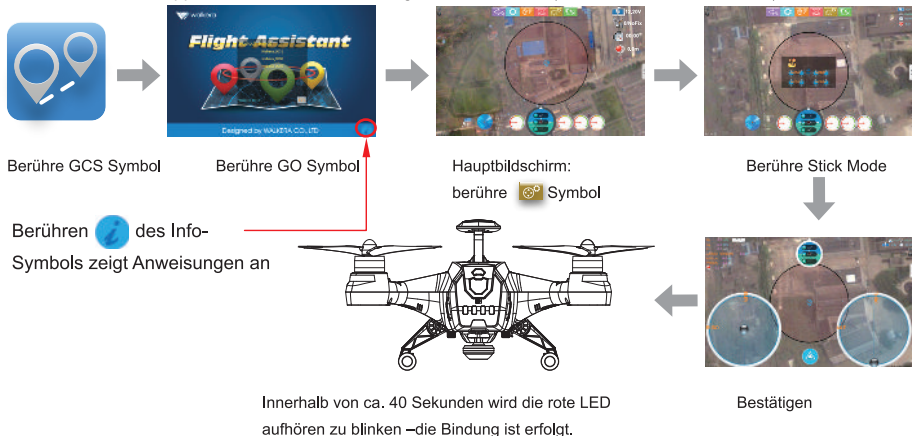 walkera
Flight Assistant
Designed by WALKERA CO., LTD
Berühre GCS Symbol
Berühre GO Symbol
Hauptbildschirm:
berühre Symbol
Berühre Stick Mode
Berühren i des Info-
Symbols zeigt Anweisungen an
Innerhalb von ca. 40 Sekunden wird die rote LED
aufhören zu blinken –die Bindung ist erfolgt.
Bestätigen